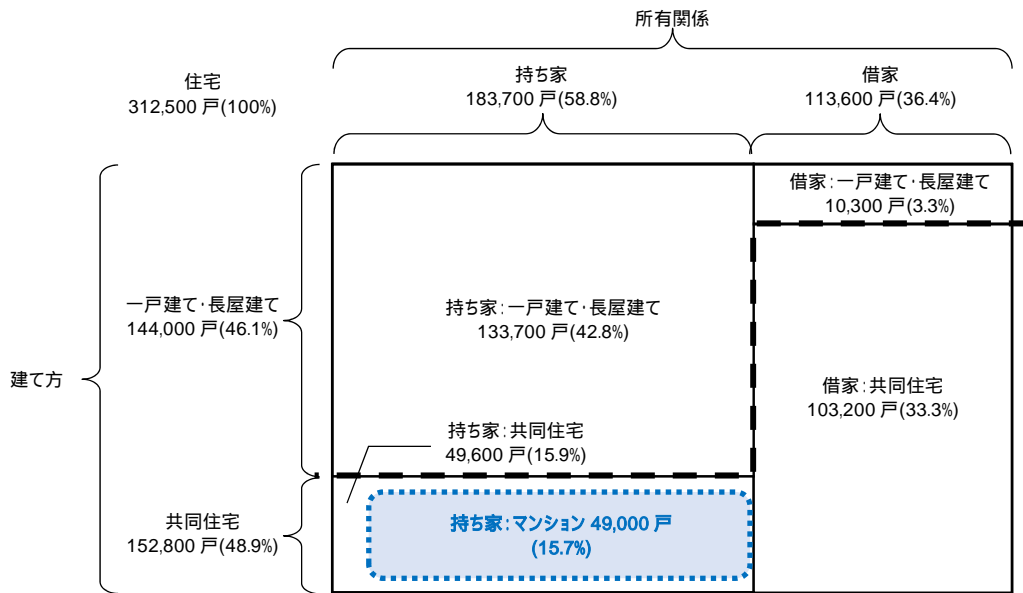 所有関係
住宅
312,500 戸(100%)
持ち家
183,700 戸(58.8%)
借家
113,600 戸(36.4%)
借家：一戸建て・長屋建て
10,300 戸(3.3%)
一戸建て・長屋建て
144,000 戸(46.1%)
持ち家：一戸建て・長屋建て
133,700 戸(42.8%)
建て方
借家：共同住宅
103,200 戸(33.3%)
持ち家：共同住宅
49,600 戸(15.9%)
共同住宅
152,800 戸(48.9%)
持ち家：マンション 49,000 戸
(15.7%)